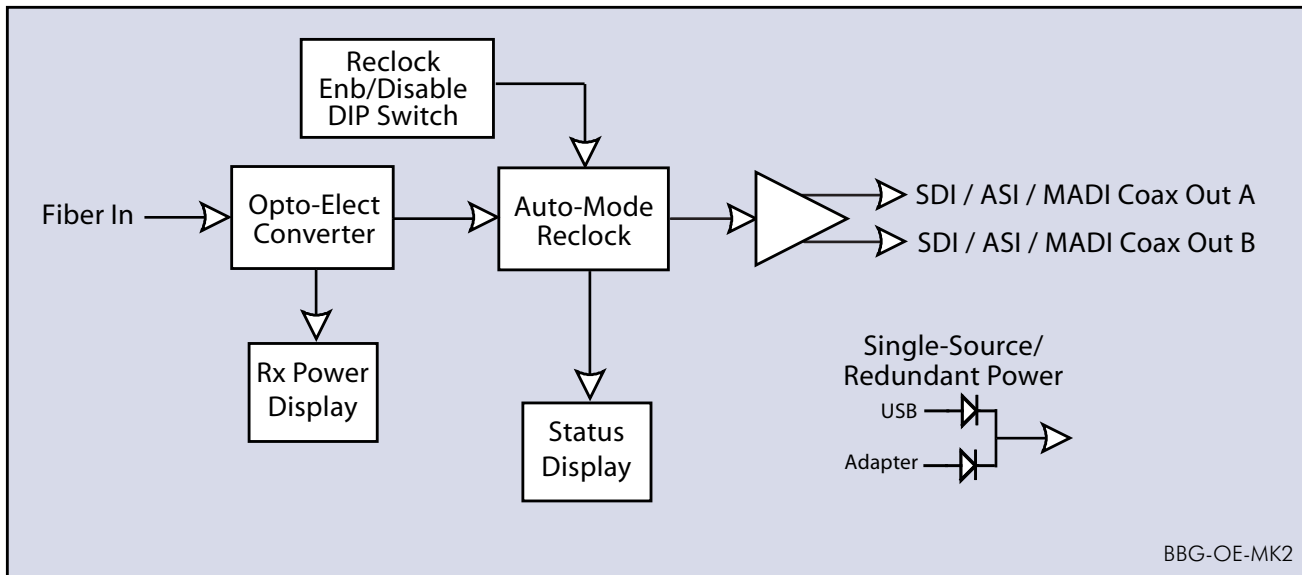 Reclock
Enb/Disable
DIP Switch
Fiber In
Opto-Elect
Converter
Auto-Mode
Reclock
SDI / ASI / MADI Coax Out A
SDI / ASI / MADI Coax Out B
Rx Power
Display
Status
Display
Single-Source/
Redundant Power
USB
Adapter
BBG-OE-MK2